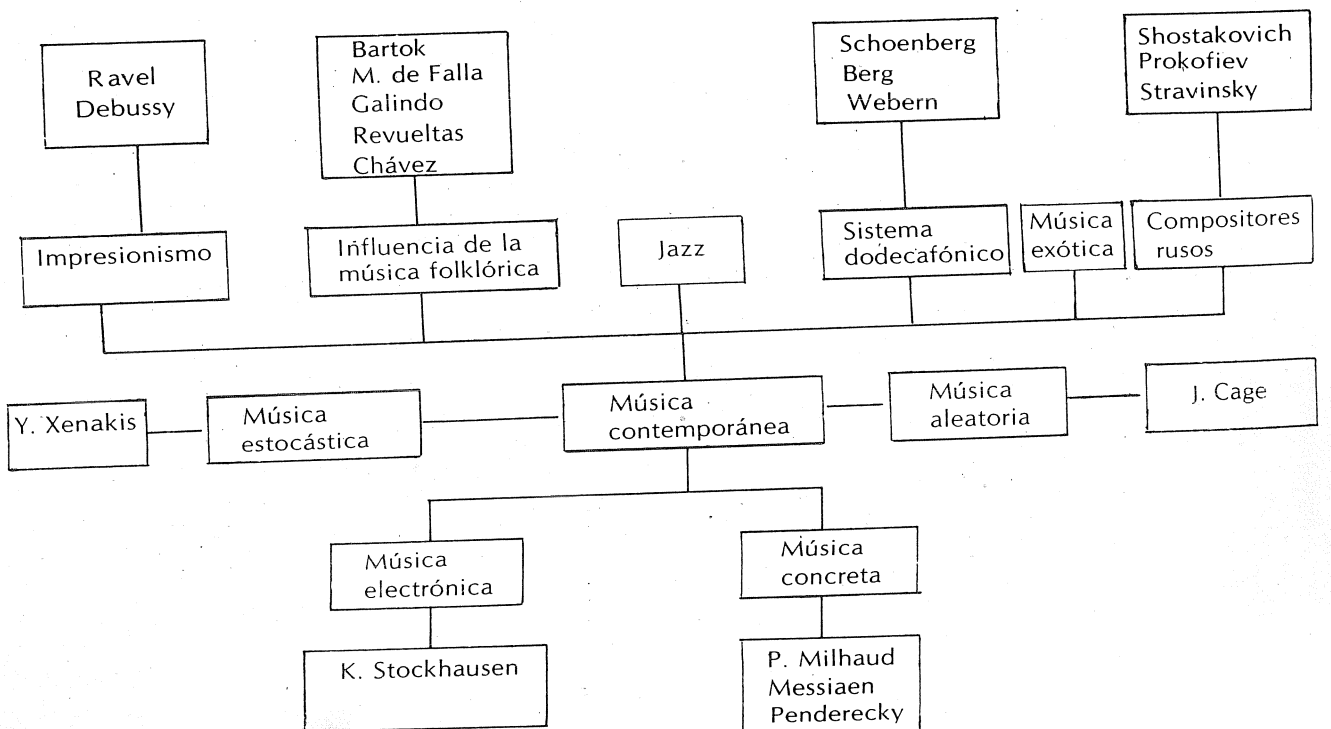 Ravel
Debussy
Bartok
M. de Falla
Galindo
Revueltas
Chávez
Schoenberg
Berg
Webern
Shostakovich
Prokofiev
Stravinsky
Impresionismo
Influencia de la
música folklórica
Jazz
Sistema
dodecafónico
Música
exótica
Compositores
rusos
Y. Xenakis
Música
estocástica
Música
contemporánea
Música
aleatoria
J. Cage
Música
electrónica
Música
concreta
K. Stockhausen
P. Milhaud
Messiaen
Penderecky